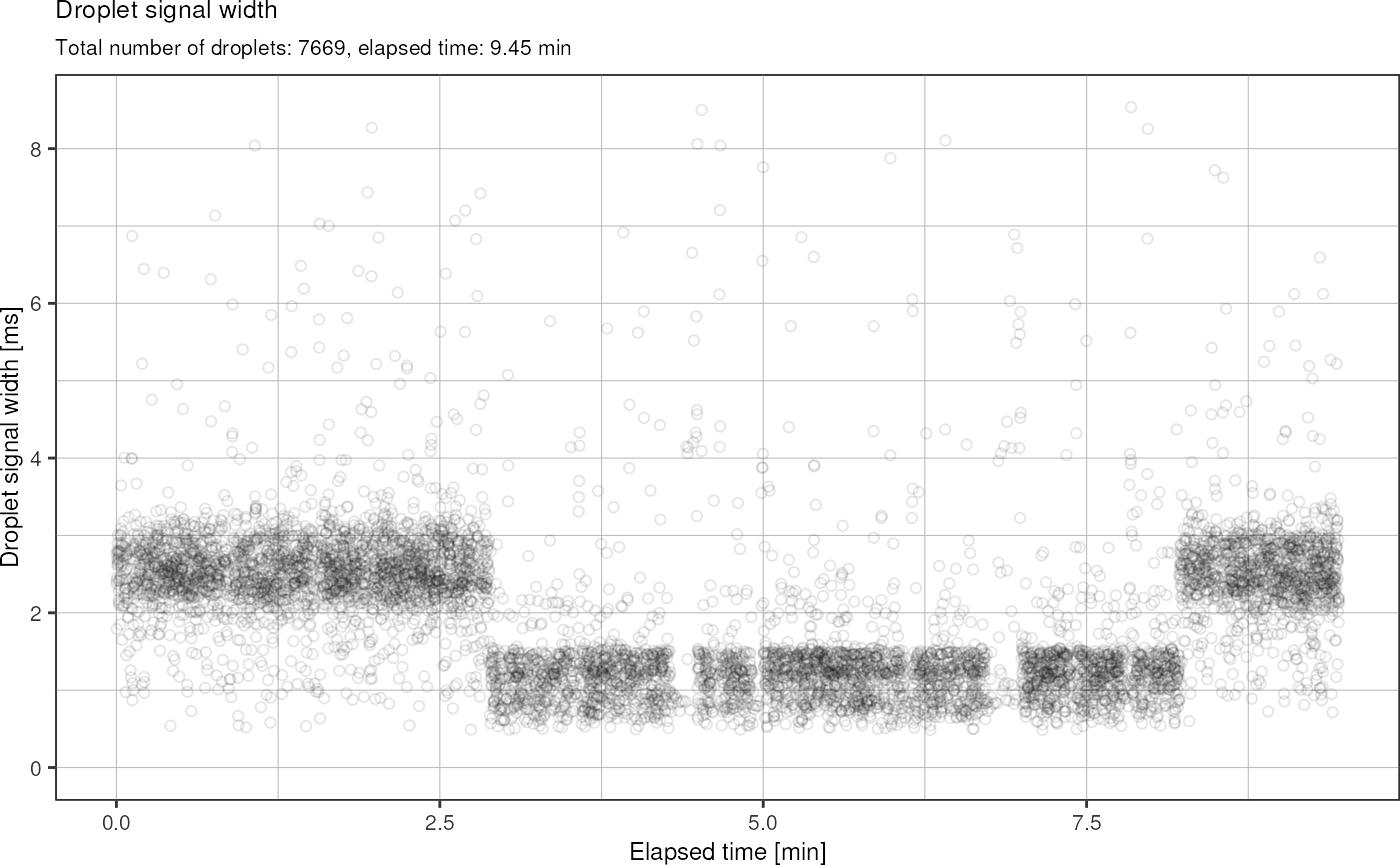 Droplet signal width
Total number of droplets: 7669, elapsed time: 9.45 min
Droplet signal width [ms]
8
6
4
2
0
0.0 2.5 5.0 7.5
Elapsed time [min]